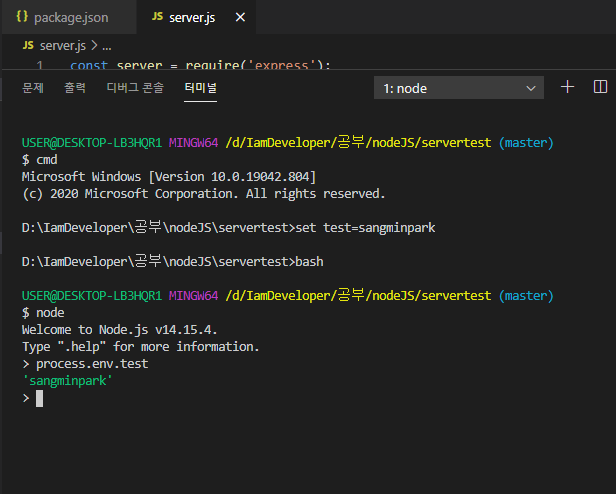 {} package.json JS server.js ×
JS server.js > ...
1 const server = require('express');
문제 출력 디버그 콘솔 터미널 1: node
USER@DESKTOP-LB3HQR1 MINGW64 /d/IamDeveloper/공부/nodeJS/servertest (master)
$ cmd
Microsoft Windows [Version 10.0.19042.804]
(c) 2020 Microsoft Corporation. All rights reserved.
D:\IamDeveloper\공부\nodeJS\servertest>set test=sangminpark
D:\IamDeveloper\공부\nodeJS\servertest>bash
USER@DESKTOP-LB3HQR1 MINGW64 /d/IamDeveloper/공부/nodeJS/servertest (master)
$ node
Welcome to Node.js v14.15.4.
Type ".help" for more information.
> process.env.test
'sangminpark'
>